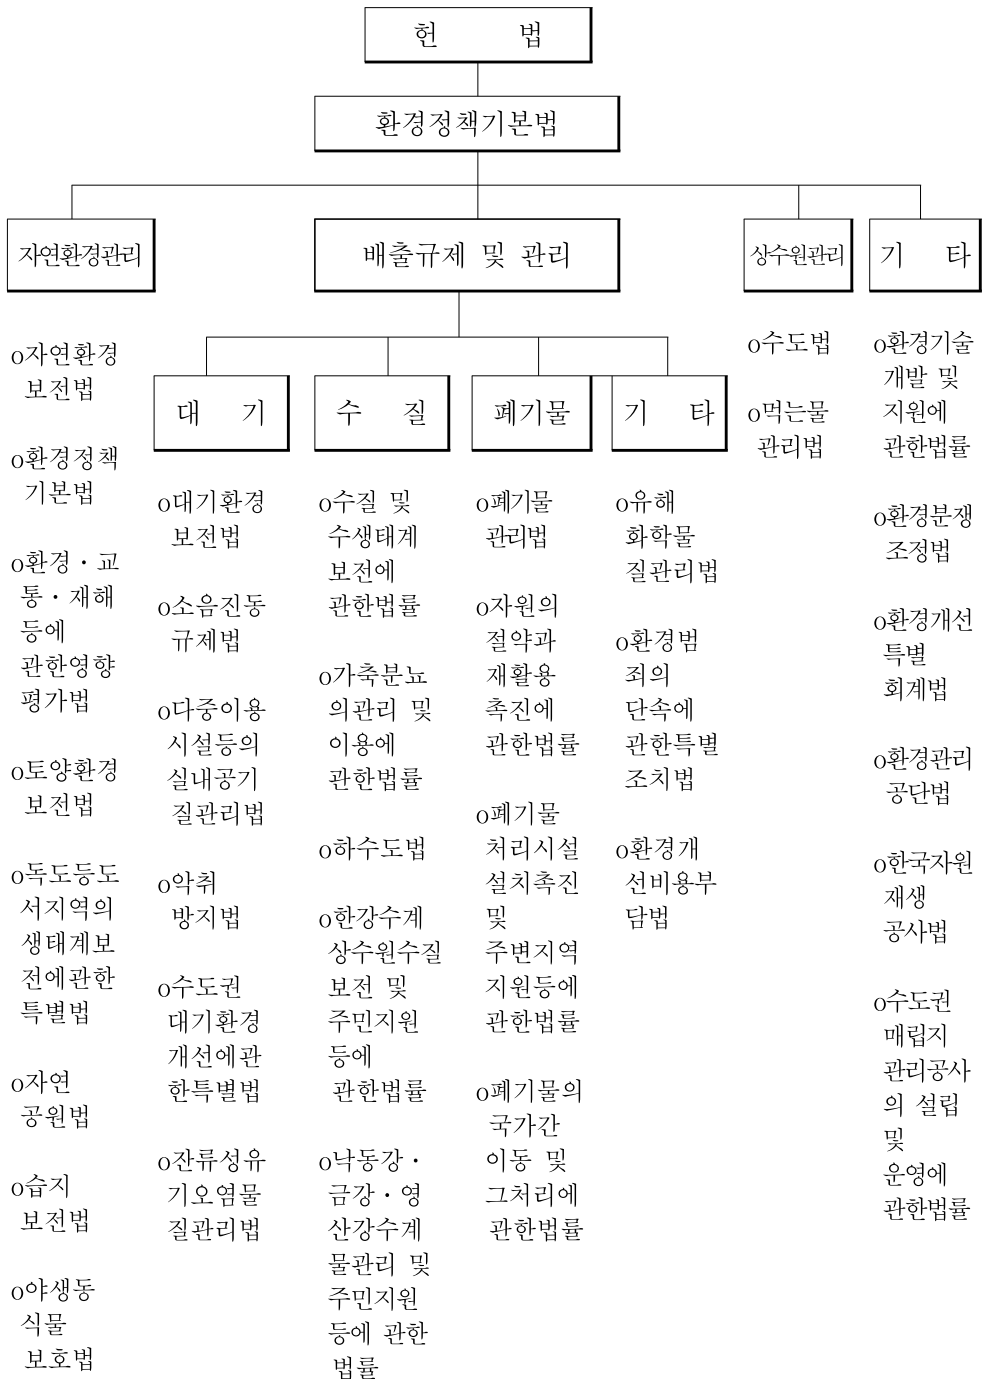 헌 법
환경정책기본법
자연환경관리
배출규제 및 관리
상수원관리
기 타
o자연환경
보전법
o환경정책
기본법
o환경・교
통・재해
등에
관한영향
평가법
o토양환경
보전법
o독도등도
서지역의
생태계보
전에관한
특별법
o자연
공원법
o습지
보전법
o야생동
식물
보호법
대 기
o대기환경
보전법
o소음진동
규제법
o다중이용
시설등의
실내공기
질관리법
o악취
방지법
o수도권
대기환경
개선에관
한특별법
o잔류성유
기오염물
질관리법
수 질
o수질 및
수생태계
보전에
관한법률
o가축분뇨
의관리 및
이용에
관한법률
o하수도법
o한강수계
상수원수질
보전 및
주민지원
등에
관한법률
o낙동강・
금강・영
산강수계
물관리 및
주민지원
등에 관한
법률
폐기물
o폐기물
관리법
o자원의
절약과
재활용
촉진에
관한법률
o폐기물
처리시설
설치촉진
및
주변지역
지원등에
관한법률
o폐기물의
국가간
이동 및
그처리에
관한법률
기 타
o유해
화학물
질관리법
o환경범
죄의
단속에
관한특별
조치법
o환경개
선비용부
담법
o수도법
o먹는물
관리법
o환경기술
개발 및
지원에
관한법률
o환경분쟁
조정법
o환경개선
특별
회계법
o환경관리
공단법
o한국자원
재생
공사법
o수도권
매립지
관리공사
의 설립
및
운영에
관한법률